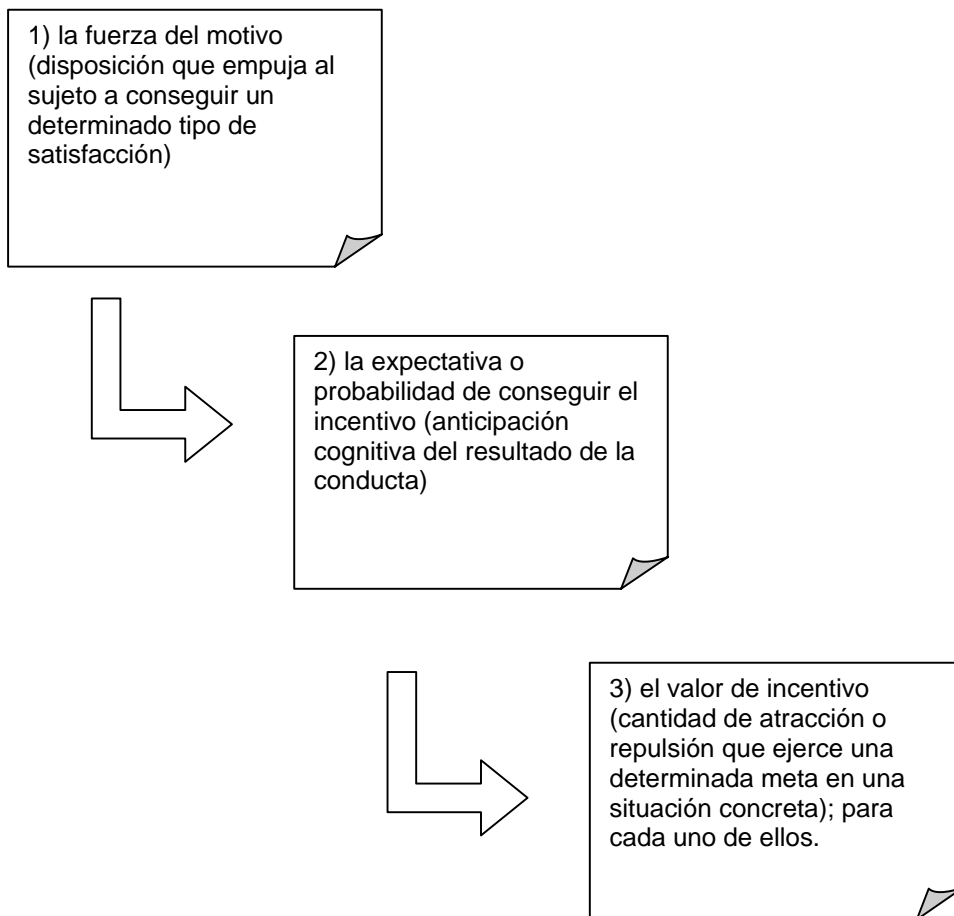 1) la fuerza del motivo
(disposición que empuja al
sujeto a conseguir un
determinado tipo de
satisfacción)
2) la expectativa o
probabilidad de conseguir el
incentivo (anticipación
cognitiva del resultado de la
conducta)
3) el valor de incentivo
(cantidad de atracción o
repulsión que ejerce una
determinada meta en una
situación concreta); para
cada uno de ellos.